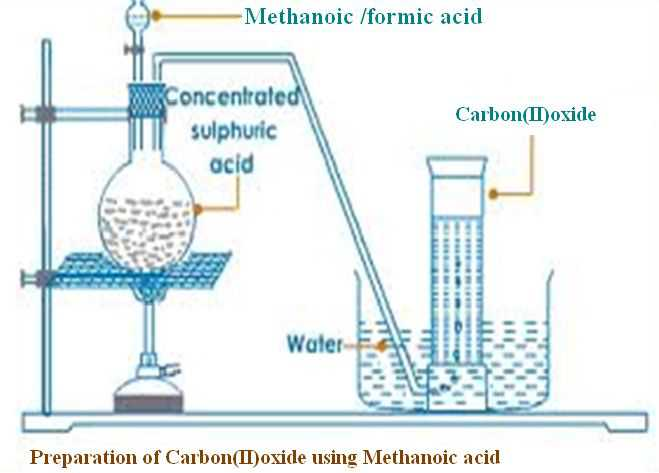 Methanoic /formic acid
Concentrated
sulphuric
acid
Carbon(II)oxide
Water
Preparation of Carbon(II)oxide using Methanoic acid